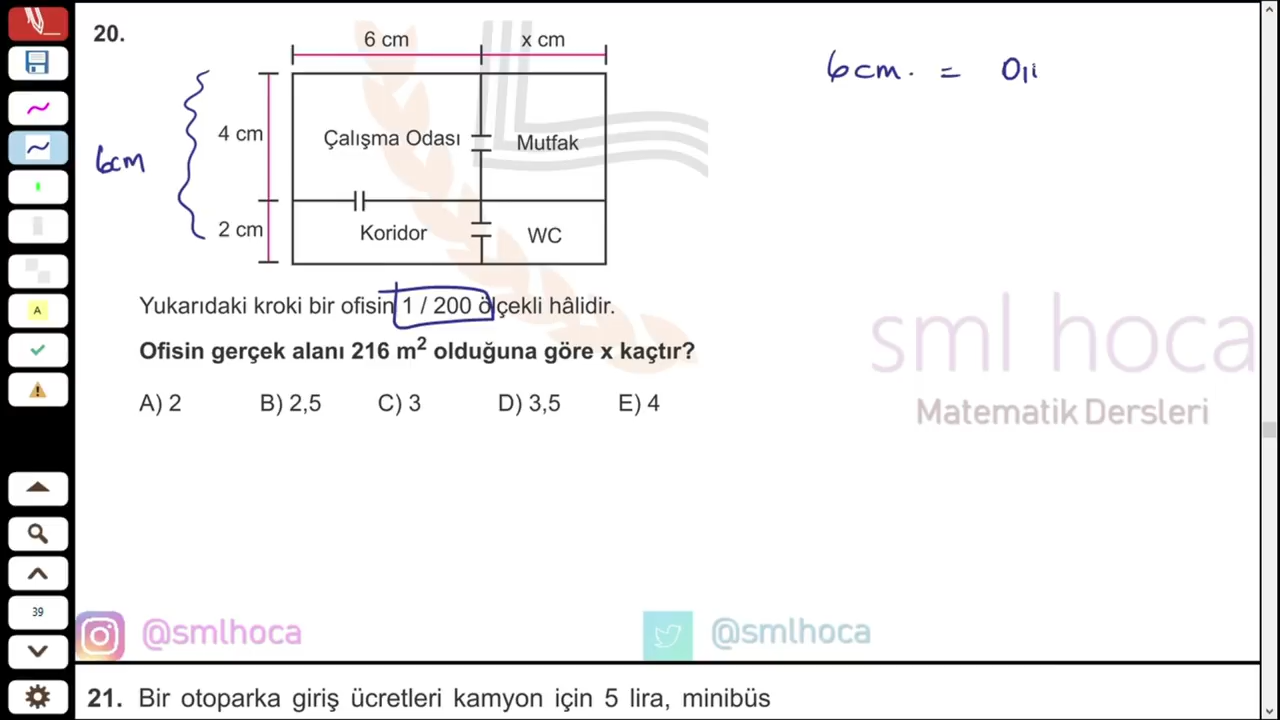 20.
6 cm
x cm
6cm. = 0,1
4 cm
Çalışma Odası
Mutfak
6cm
2 cm
Koridor
WC
Yukarıdaki kroki bir ofisin 1 / 200 ölçekli hâlidir.
Ofisin gerçek alanı 216 m² olduğuna göre x kaçtır?
A) 2 B) 2,5 C) 3 D) 3,5 E) 4
sml hoca
Matematik Dersleri
A
39
@smlhoca
@smlhoca
21. Bir otoparka giriş ücretleri kamyon için 5 lira, minibüs